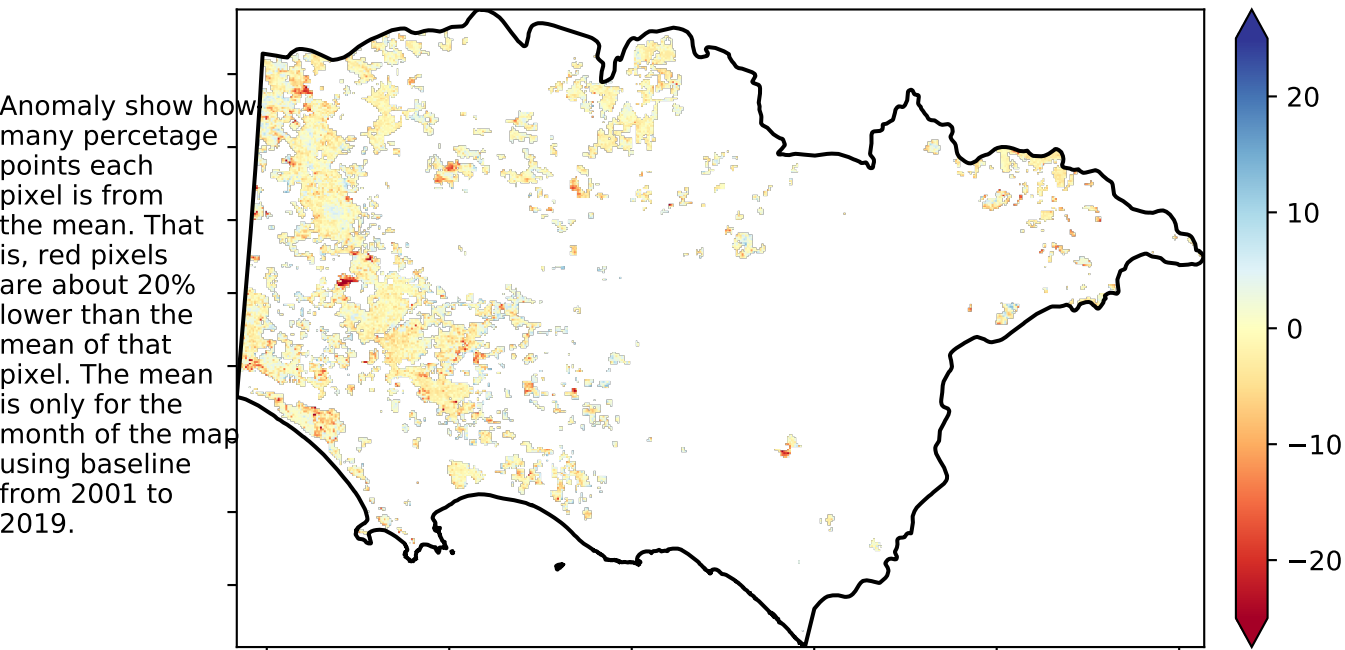 Anomaly show how
many percetage
points each
pixel is from
the mean. That
is, red pixels
are about 20%
lower than the
mean of that
pixel. The mean
is only for the
month of the map
using baseline
from 2001 to
2019.
20
10
0
−10
−20